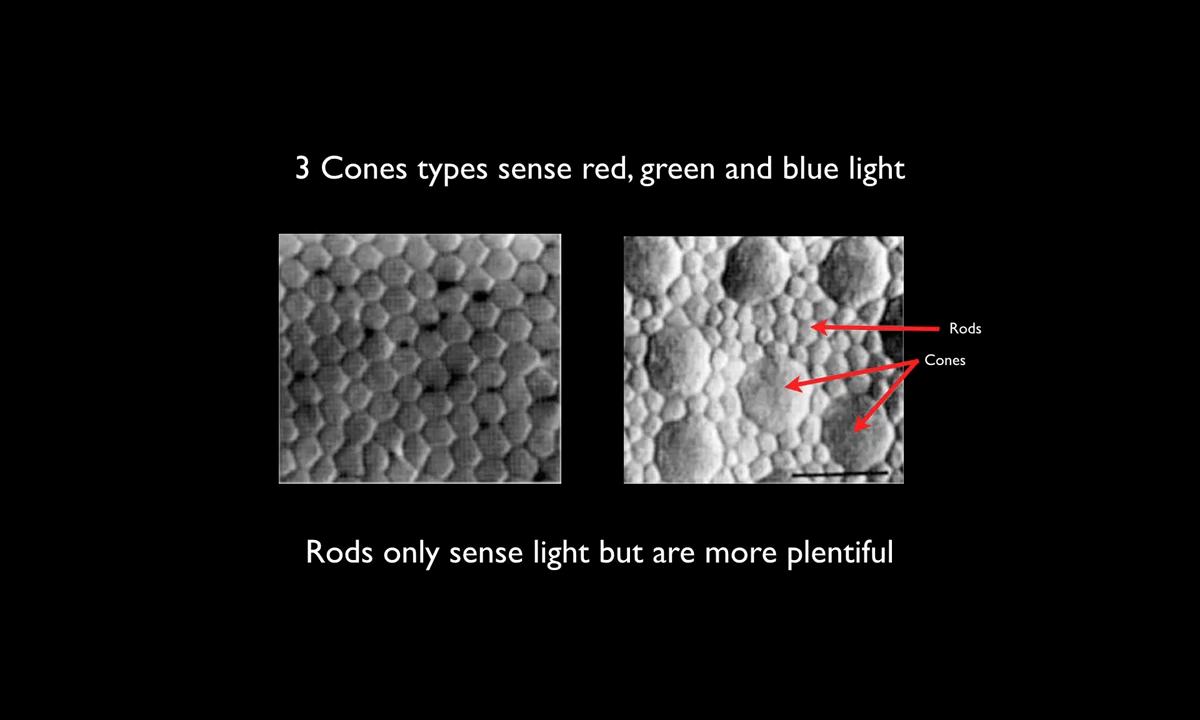 3 Cones types sense red, green and blue light
Rods
Cones
Rods only sense light but are more plentiful